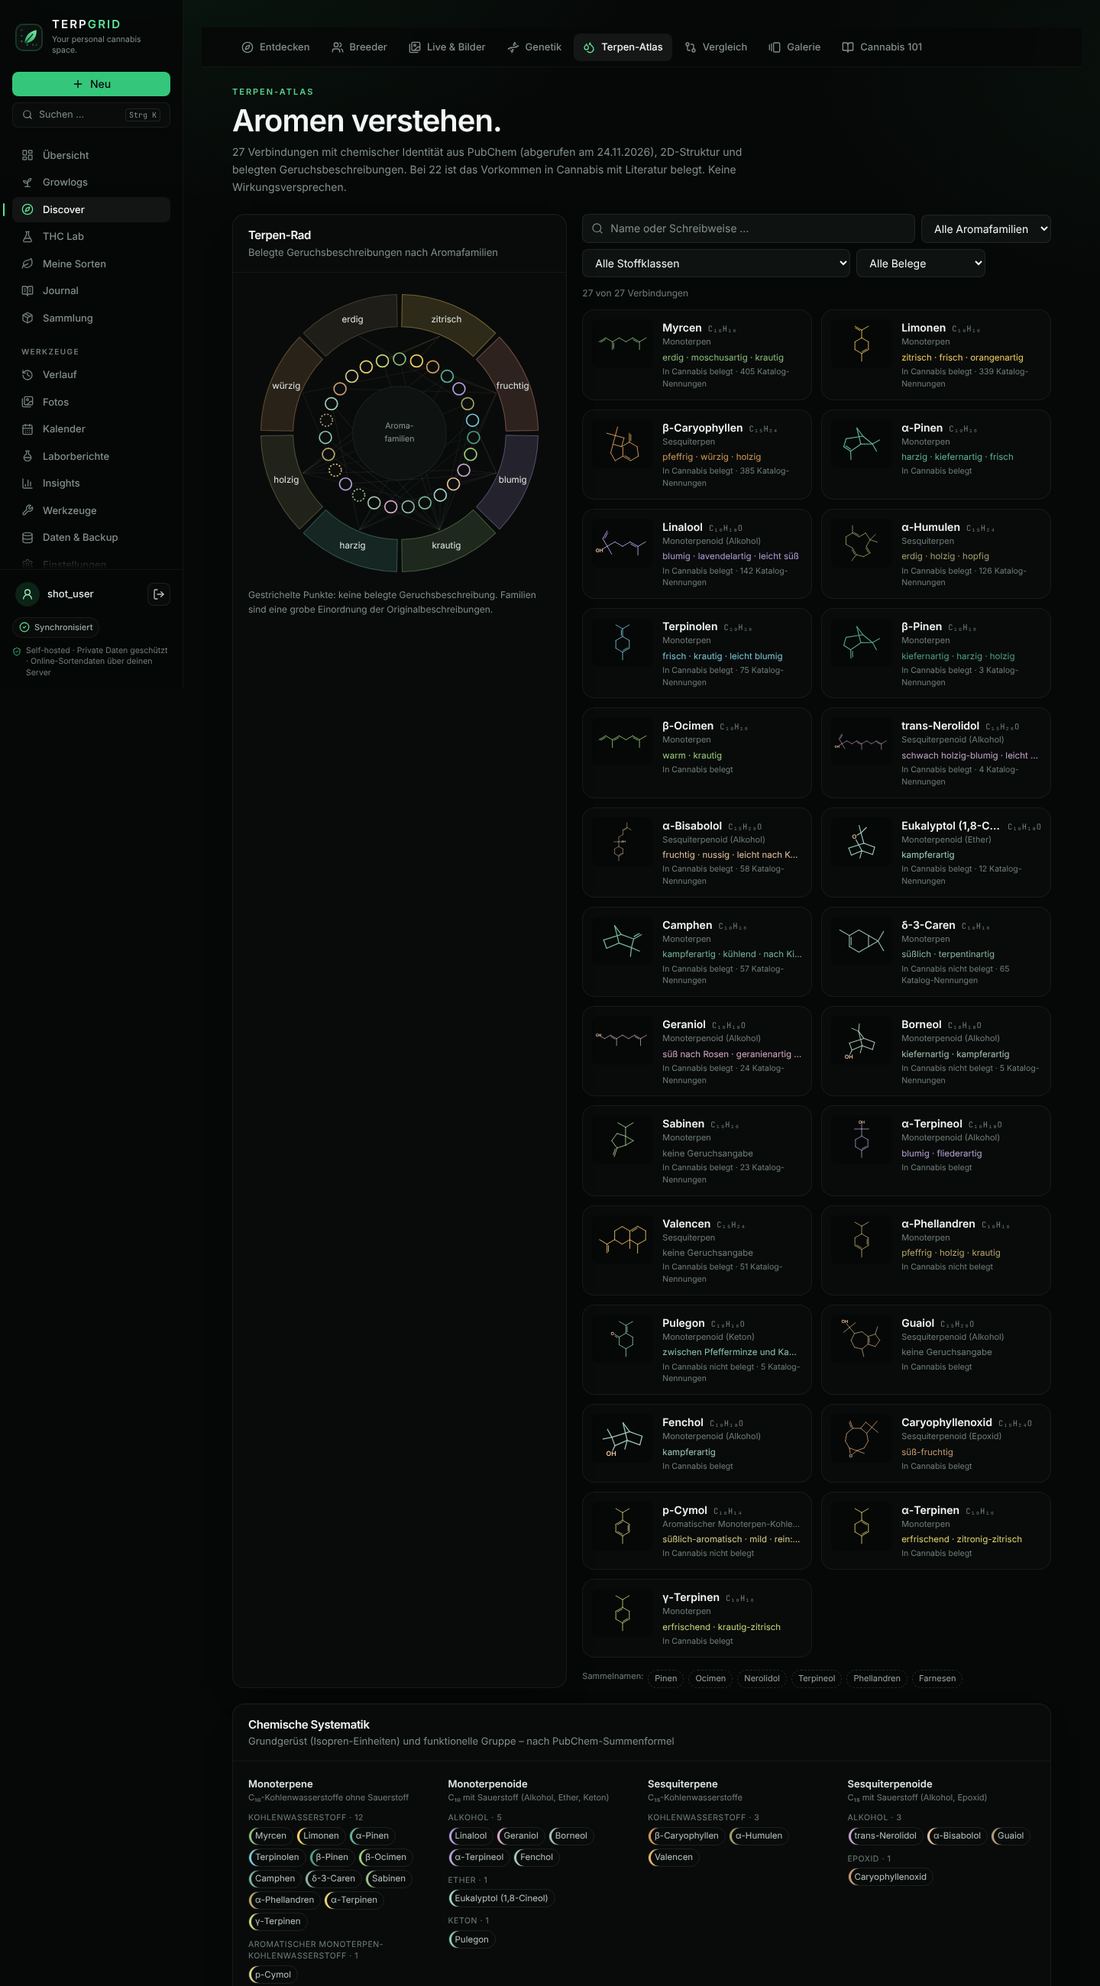 TERPGRID
Your personal cannabis
space.
Neu
Suchen ... Strg K
Übersicht
Growlogs
Discover
THC Lab
Meine Sorten
Journal
Sammlung
WERKZEUGE
Verlauf
Fotos
Kalender
Laborberichte
Insights
Werkzeuge
Daten & Backup
Einstellungen
shot_user
Synchronisiert
Self-hosted · Private Daten geschützt
· Online-Sortendaten über deinen
Server
Entdecken Breeder Live & Bilder Genetik Terpen-Atlas Vergleich Galerie Cannabis 101
TERPEN-ATLAS
Aromen verstehen.
27 Verbindungen mit chemischer Identität aus PubChem (abgerufen am 24.11.2026), 2D-Struktur und
belegten Geruchsbeschreibungen. Bei 22 ist das Vorkommen in Cannabis mit Literatur belegt. Keine
Wirkungsversprechen.
Terpen-Rad
Belegte Geruchsbeschreibungen nach Aromafamilien
erdig
zitrisch
würzig
fruchtig
Aroma-
familien
holzig
blumig
harzig
krautig
Gestrichelte Punkte: keine belegte Geruchsbeschreibung. Familien
sind eine grobe Einordnung der Originalbeschreibungen.
Name oder Schreibweise ...
Alle Aromafamilien
Alle Stoffklassen
Alle Belege
27 von 27 Verbindungen
Myrcen
Monoterpen
erdig · moschusartig · krautig
In Cannabis belegt · 405 Katalog-
Nennungen
Limonen
Monoterpen
zitrisch · frisch · orangenartig
In Cannabis belegt · 339 Katalog-
Nennungen
β-Caryophyllen
Sesquiterpen
pfeffrig · würzig · holzig
In Cannabis belegt · 385 Katalog-
Nennungen
α-Pinen
Monoterpen
harzig · kiefernartig · frisch
In Cannabis belegt
Linalool
Monoterpenoid (Alkohol)
blumig · lavendelartig · leicht süß
In Cannabis belegt · 142 Katalog-
Nennungen
OH
α-Humulen
Sesquiterpen
erdig · holzig · hopfig
In Cannabis belegt · 126 Katalog-
Nennungen
Terpinolen
Monoterpen
frisch · krautig · leicht blumig
In Cannabis belegt · 75 Katalog-
Nennungen
β-Pinen
Monoterpen
kiefernartig · harzig · holzig
In Cannabis belegt · 3 Katalog-
Nennungen
β-Ocimen
Monoterpen
warm · krautig
In Cannabis belegt
trans-Nerolidol
Sesquiterpenoid (Alkohol)
schwach holzig-blumig · leicht ...
In Cannabis belegt · 4 Katalog-
Nennungen
α-Bisabolol
Sesquiterpenoid (Alkohol)
fruchtig · nussig · leicht nach K...
In Cannabis belegt · 58 Katalog-
Nennungen
Eukalyptol (1,8-C...
Monoterpenoid (Ether)
kampferartig
In Cannabis belegt · 12 Katalog-
Nennungen
Camphen
Monoterpen
kampferartig · kühlend · nach Ki...
In Cannabis belegt · 57 Katalog-
Nennungen
δ-3-Caren
Monoterpen
süßlich · terpentinartig
In Cannabis nicht belegt · 65
Katalog-Nennungen
Geraniol
Monoterpenoid (Alkohol)
süß nach Rosen · geranienartig ...
In Cannabis belegt · 24 Katalog-
Nennungen
Borneol
Monoterpenoid (Alkohol)
kiefernartig · kampferartig
In Cannabis nicht belegt · 5 Katalog-
Nennungen
OH
Sabinen
Monoterpen
keine Geruchsangabe
In Cannabis belegt · 23 Katalog-
Nennungen
α-Terpineol
Monoterpenoid (Alkohol)
blumig · fliederartig
In Cannabis belegt
OH
Valencen
Sesquiterpen
keine Geruchsangabe
In Cannabis belegt · 51 Katalog-
Nennungen
α-Phellandren
Monoterpen
pfeffrig · holzig · krautig
In Cannabis nicht belegt
Pulegon
Monoterpenoid (Keton)
zwischen Pfefferminze und Ka...
In Cannabis nicht belegt · 5 Katalog-
Nennungen
Guaiol
Sesquiterpenoid (Alkohol)
keine Geruchsangabe
In Cannabis belegt
OH
Fenchol
Monoterpenoid (Alkohol)
kampferartig
In Cannabis belegt
OH
Caryophyllenoxid
Sesquiterpenoid (Epoxid)
süß-fruchtig
In Cannabis belegt
p-Cymol
Aromatischer Monoterpen-Kohle...
süßlich-aromatisch · mild · rein:...
In Cannabis nicht belegt
α-Terpinen
Monoterpen
erfrischend · zitronig-zitrisch
In Cannabis belegt
γ-Terpinen
Monoterpen
erfrischend · krautig-zitrisch
In Cannabis belegt
Sammelnamen: Pinen Ocimen Nerolidol Terpineol Phellandren Farnesen
Chemische Systematik
Grundgerüst (Isopren-Einheiten) und funktionelle Gruppe – nach PubChem-Summenformel
Monoterpene
C₁₀-Kohlenwasserstoffe ohne Sauerstoff
KOHLENWASSERSTOFF · 12
Myrcen Limonen α-Pinen
Terpinolen β-Pinen β-Ocimen
Camphen δ-3-Caren Sabinen
α-Phellandren α-Terpinen
γ-Terpinen
AROMATISCHER MONOTERPEN-
KOHLENWASSERSTOFF · 1
p-Cymol
Monoterpenoide
C₁₀ mit Sauerstoff (Alkohol, Ether, Keton)
ALKOHOL · 5
Linalool Geraniol Borneol
α-Terpineol Fenchol
ETHER · 1
Eukalyptol (1,8-Cineol)
KETON · 1
Pulegon
Sesquiterpene
C₁₅-Kohlenwasserstoffe
KOHLENWASSERSTOFF · 3
β-Caryophyllen α-Humulen
Valencen
Sesquiterpenoide
C₁₅ mit Sauerstoff (Alkohol, Epoxid)
ALKOHOL · 3
trans-Nerolidol α-Bisabolol Guaiol
EPOXID · 1
Caryophyllenoxid